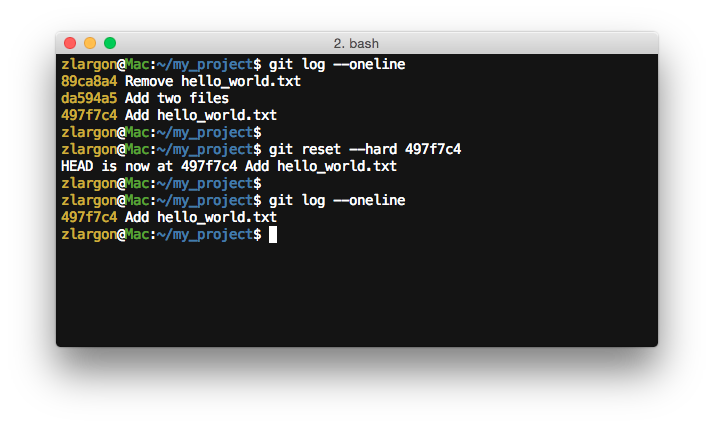 2. bash
zlargon@Mac:~/my_project$ git log --oneline
89ca8a4 Remove hello_world.txt
da594a5 Add two files
497f7c4 Add hello_world.txt
zlargon@Mac:~/my_project$
zlargon@Mac:~/my_project$ git reset --hard 497f7c4
HEAD is now at 497f7c4 Add hello_world.txt
zlargon@Mac:~/my_project$
zlargon@Mac:~/my_project$ git log --oneline
497f7c4 Add hello_world.txt
zlargon@Mac:~/my_project$